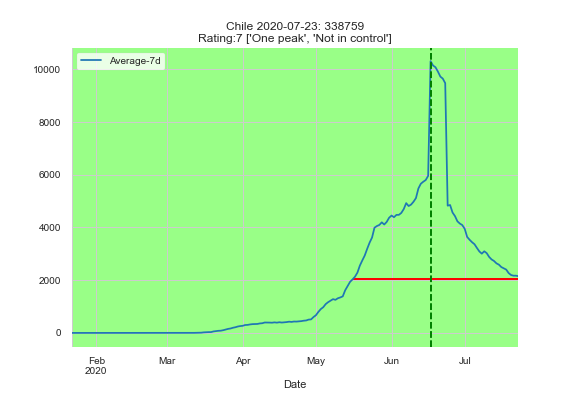 Chile 2020-07-23: 338759
Rating:7 ['One peak', 'Not in control']
Average-7d
10000
8000
6000
4000
2000
0
Feb Mar Apr May Jun Jul
2020
Date